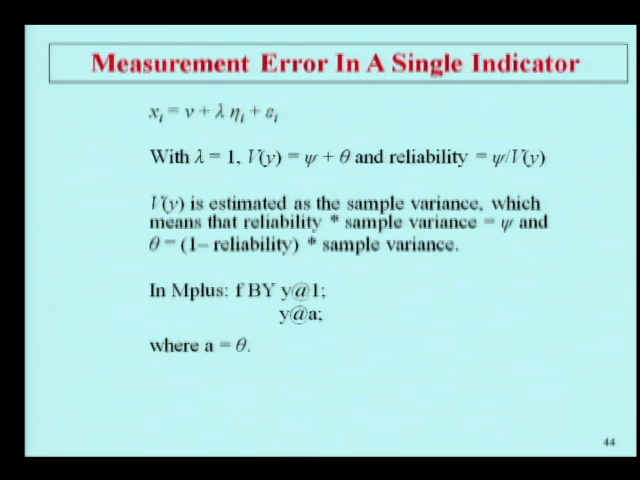 Measurement Error In A Single Indicator
xᵢ = ν + λ ηᵢ + εᵢ
With λ = 1, V(y) = ψ + θ and reliability = ψ/V(y)
V(y) is estimated as the sample variance, which
means that reliability * sample variance = ψ and
θ = (1– reliability) * sample variance.
In Mplus: f BY y@1;
y@a;
where a = θ.
44